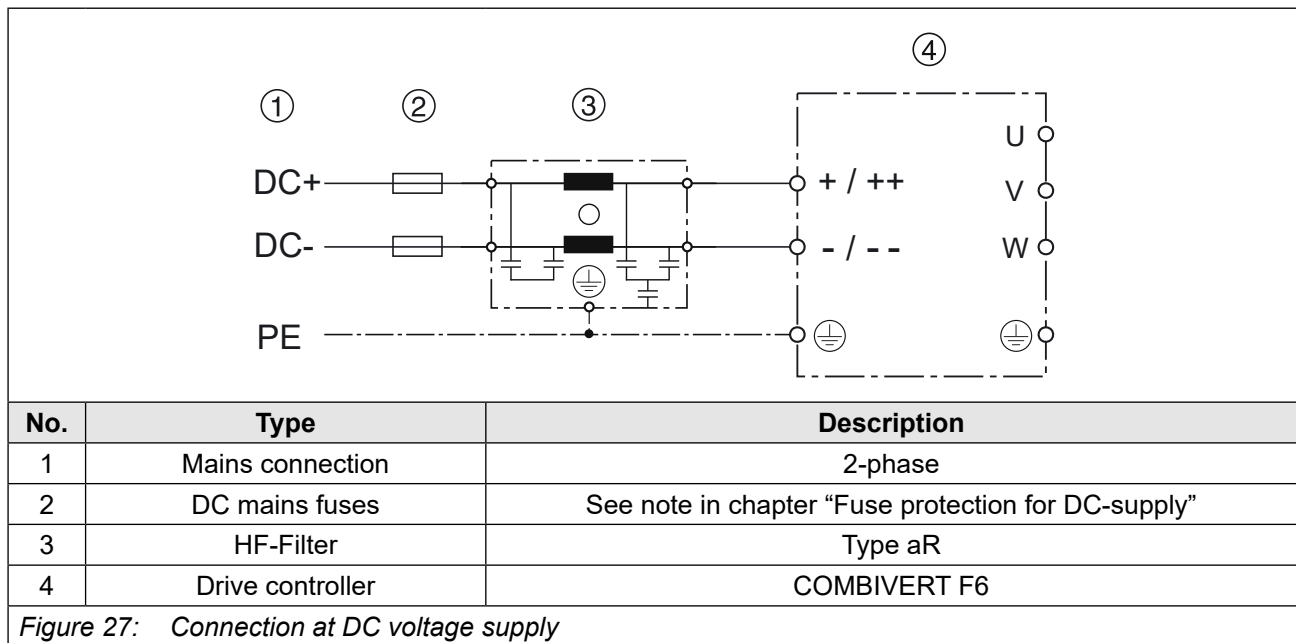 ④
① ② ③
U
DC+ + / ++ V
DC- - / -- W
PE
No. Type Description
1 Mains connection 2-phase
2 DC mains fuses See note in chapter “Fuse protection for DC-supply”
3 HF-Filter Type aR
4 Drive controller COMBIVERT F6
Figure 27: Connection at DC voltage supply